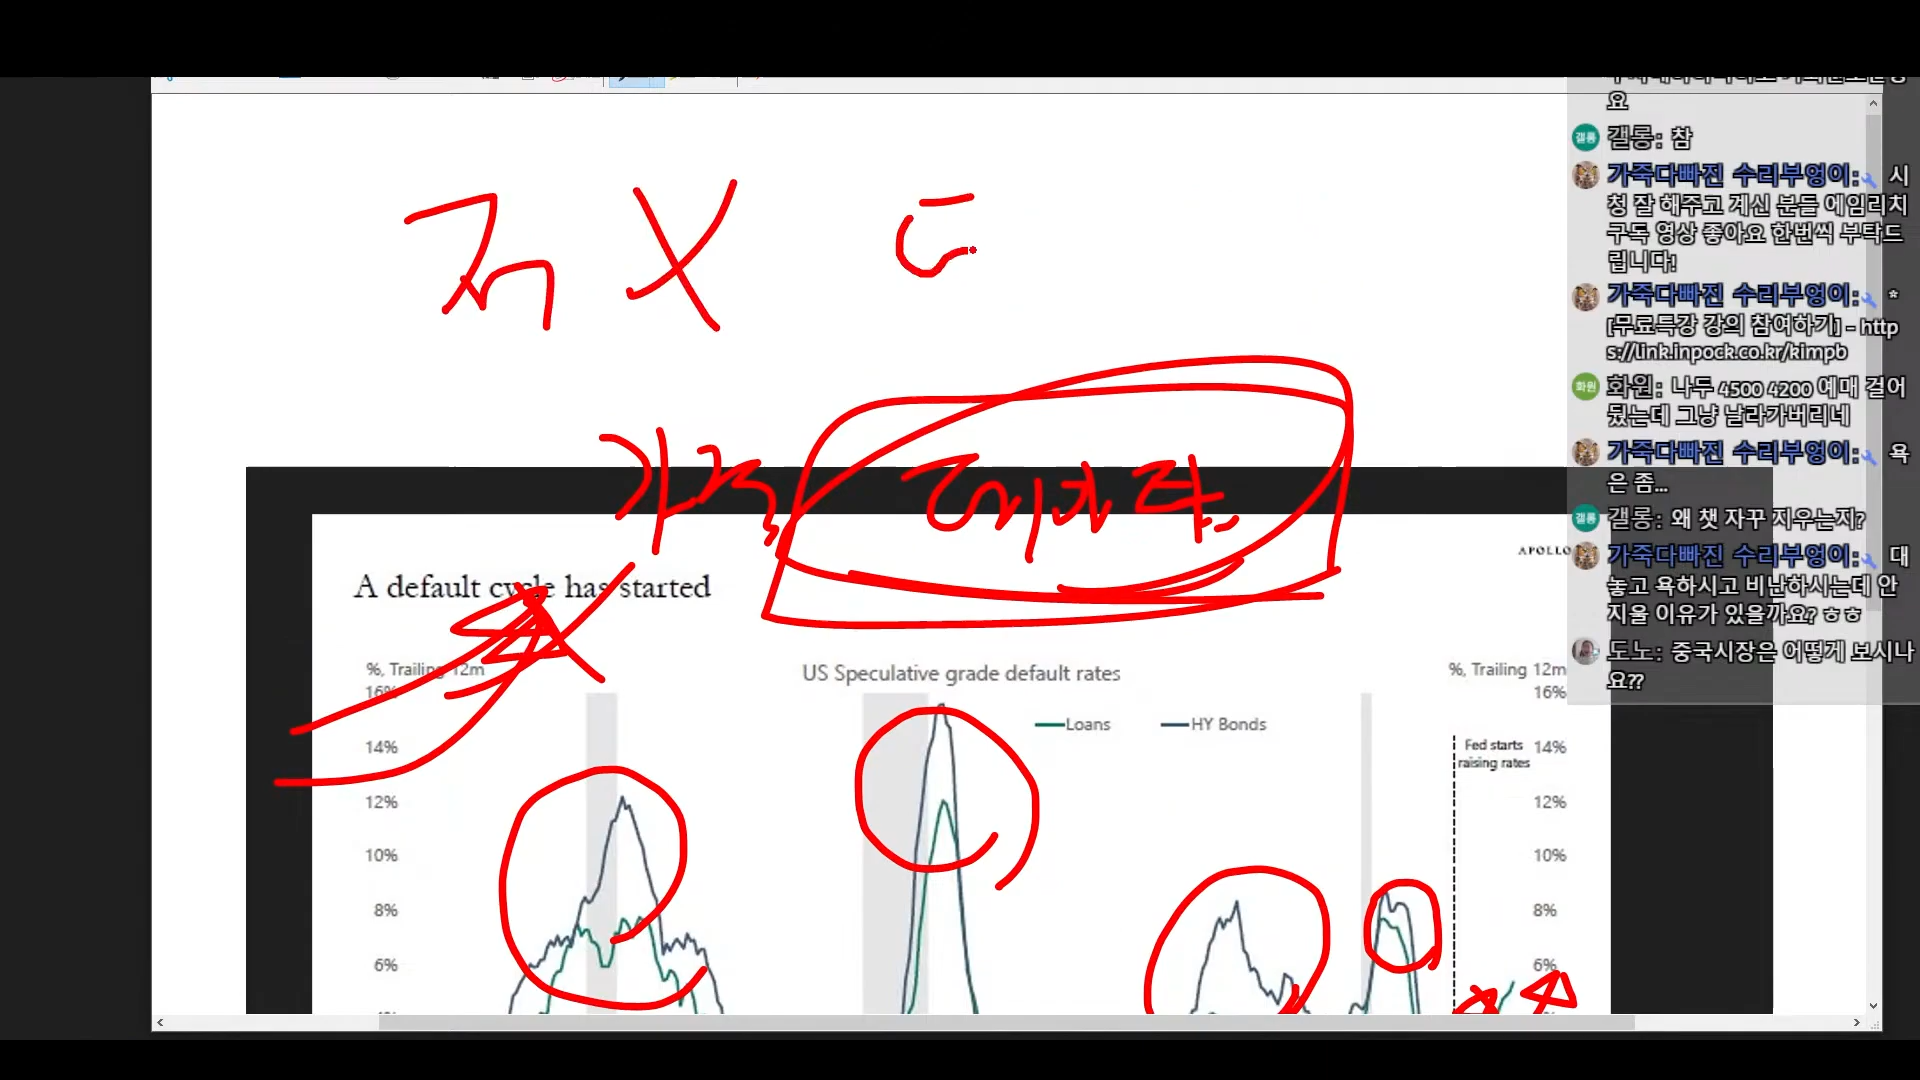 요
갤롱: 참
가죽다빠진 수리부엉이: 시
청 잘 해주고 계신 분들 에임리치
구독 영상 좋아요 한번씩 부탁드
립니다!
가죽다빠진 수리부엉이: *
[무료특강 강의 참여하기] - http
s://link.inpock.co.kr/kimpb
화원: 나두 4500 4200 예매 걸어
뒀는데 그냥 날라가버리네
가죽다빠진 수리부엉이: 욕
은 좀...
갤롱: 왜 챗 자꾸 지우는지?
가죽다빠진 수리부엉이: 대
놓고 욕하시고 비난하시는데 안
지울 이유가 있을까요? ㅎㅎ
도노: 중국시장은 어떻게 보시나
요??
APOLLO
A default cycle has started
%, Trailing 12m
US Speculative grade default rates
%, Trailing 12m
16%
16%
Loans
HY Bonds
Fed starts
raising rates
14%
14%
12%
12%
10%
10%
8%
8%
6%
6%